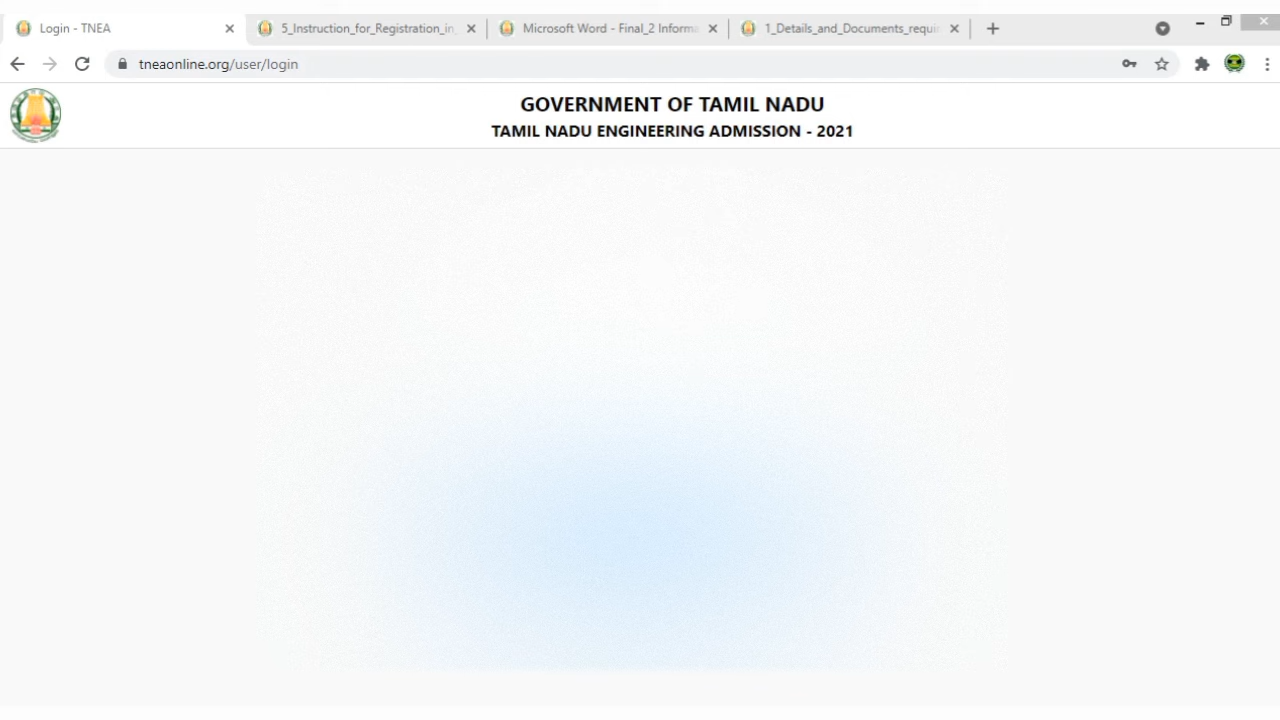 Login - TNEA
5_Instruction_for_Registration_in_
Microsoft Word - Final_2 Informa
1_Details_and_Documents_requi
tneaonline.org/user/login
GOVERNMENT OF TAMIL NADU
TAMIL NADU ENGINEERING ADMISSION - 2021